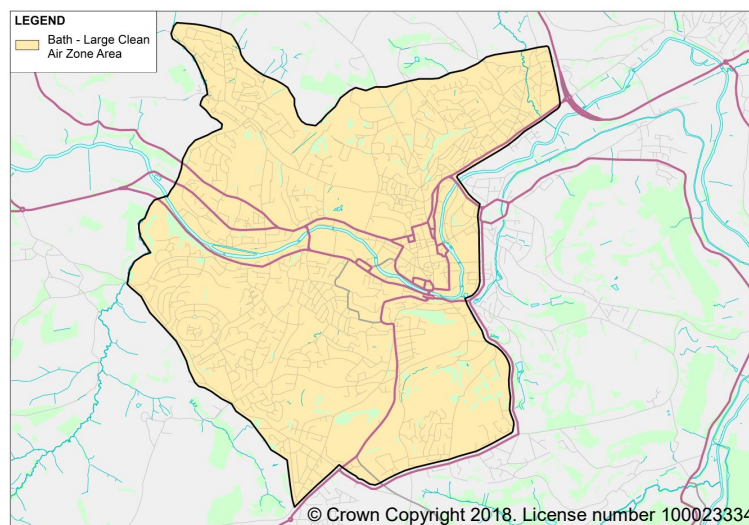 LEGEND
Bath - Large Clean
Air Zone Area
© Crown Copyright 2018. License number 100023334